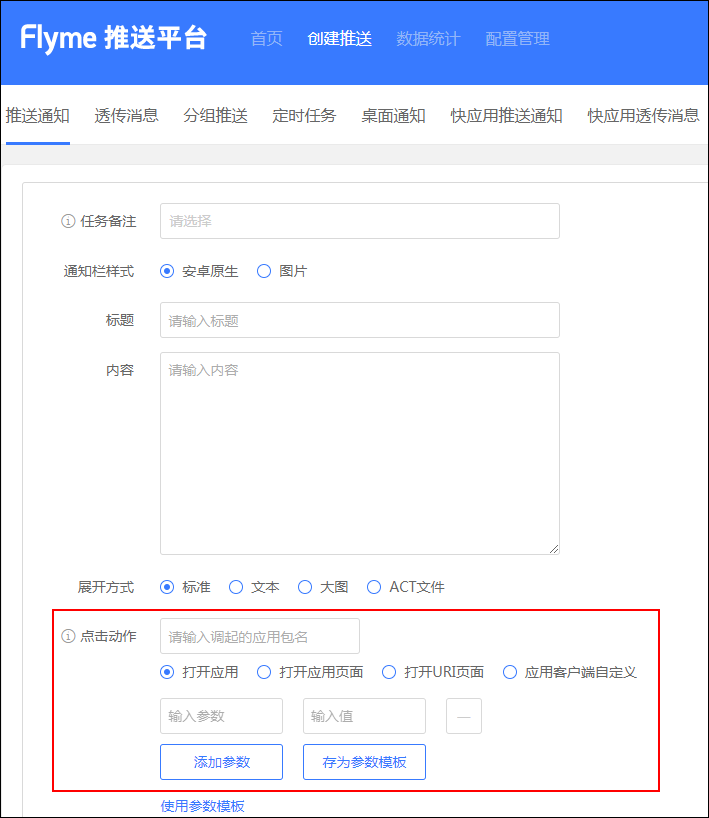 Flyme 推送平台 首页 创建推送 数据统计 配置管理
推送通知 透传消息 分组推送 定时任务 桌面通知 快应用推送通知 快应用透传消息
任务备注 请选择
通知栏样式 安卓原生 图片
标题 请输入标题
内容 请输入内容
展开方式 标准 文本 大图 ACT文件
点击动作 请输入调起的应用包名
打开应用 打开应用页面 打开URI页面 应用客户端自定义
输入参数 输入值 —
添加参数 存为参数模板
使用参数模板